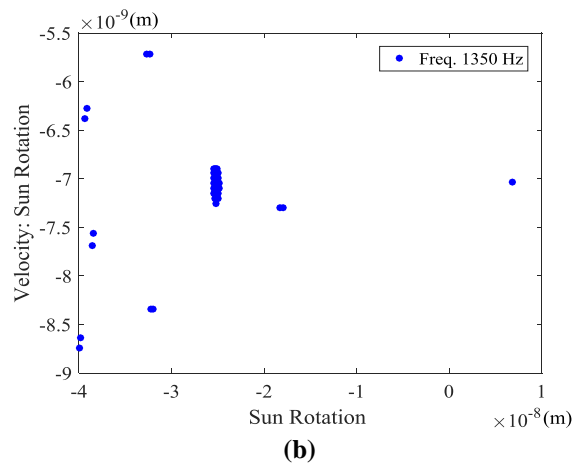 ×10⁻⁹(m)
-5
Freq. 1350 Hz
-5.5
-6
-6.5
-7
-7.5
-8
-8.5
-9
Velocity: Sun Rotation
-4 -3 -2 -1 0 1
Sun Rotation ×10⁻⁸(m)
(b)